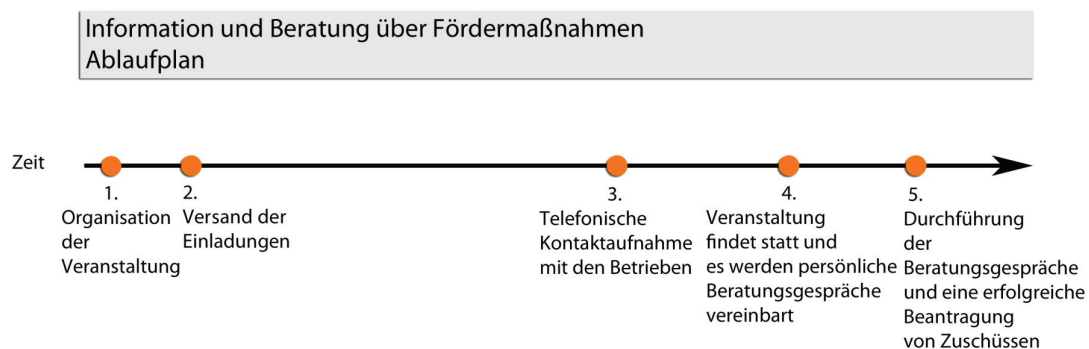 Information und Beratung über Fördermaßnahmen
Ablaufplan
Zeit
1.
Organisation
der
Veranstaltung
2.
Versand der
Einladungen
3.
Telefonische
Kontaktaufnahme
mit den Betrieben
4.
Veranstaltung
findet statt und
es werden persönliche
Beratungsgespräche
vereinbart
5.
Durchführung
der
Beratungsgespräche
und eine erfolgreiche
Beantragung
von Zuschüssen